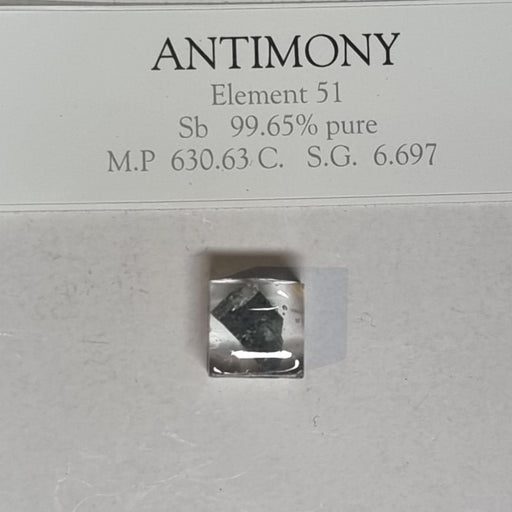 ANTIMONY
Element 51
Sb 99.65% pure
M.P 630.63 C. S.G. 6.697